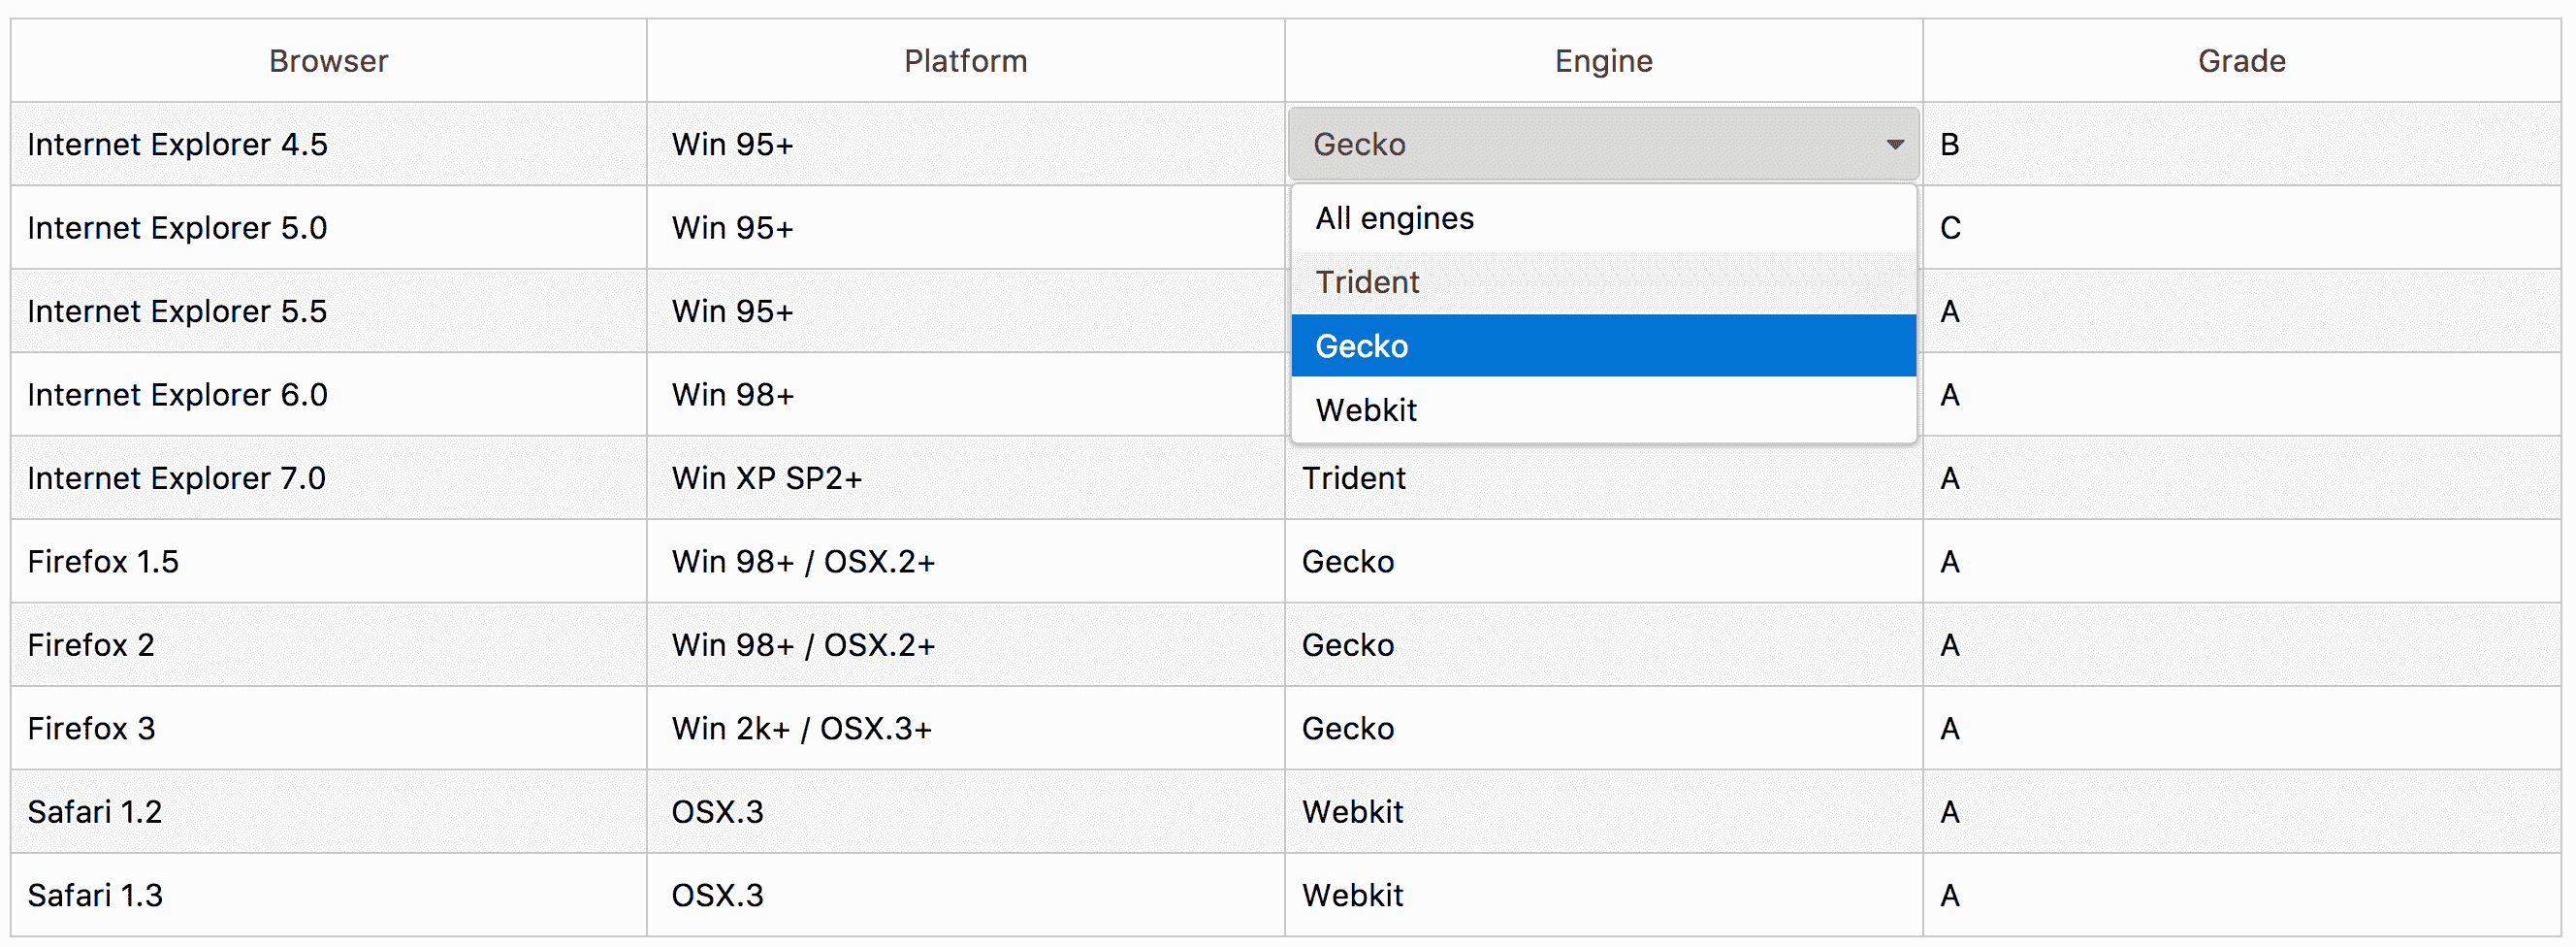 Browser Platform Engine Grade
Internet Explorer 4.5 Win 95+ Gecko B
All engines
Internet Explorer 5.0 Win 95+ C
Trident
Internet Explorer 5.5 Win 95+ A
Gecko
Internet Explorer 6.0 Win 98+ A
Webkit
Internet Explorer 7.0 Win XP SP2+ Trident A
Firefox 1.5 Win 98+ / OSX.2+ Gecko A
Firefox 2 Win 98+ / OSX.2+ Gecko A
Firefox 3 Win 2k+ / OSX.3+ Gecko A
Safari 1.2 OSX.3 Webkit A
Safari 1.3 OSX.3 Webkit A